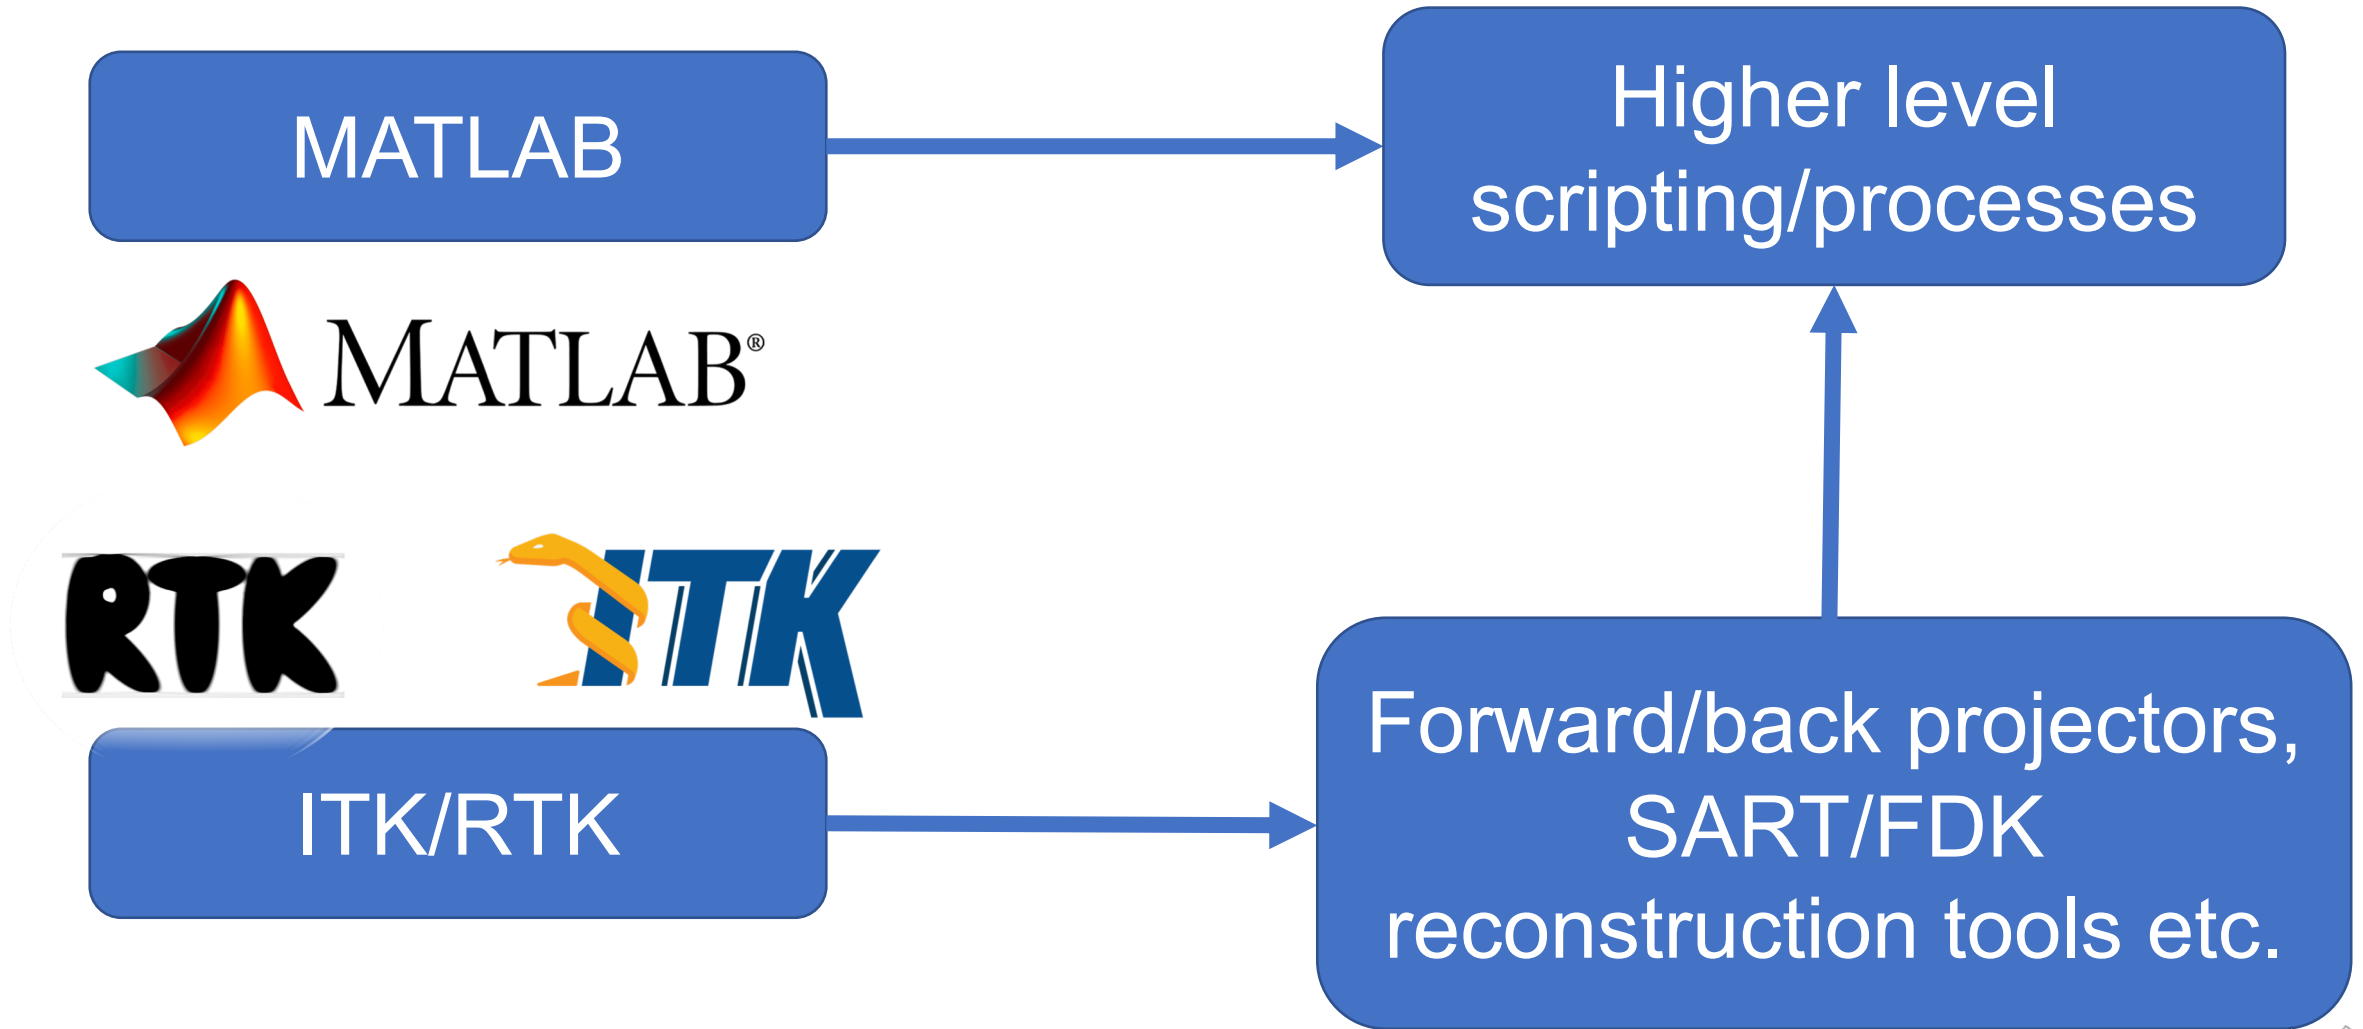 MATLAB
Higher level
scripting/processes
MATLAB®
RTK
ITK
ITK/RTK
Forward/back projectors,
SART/FDK
reconstruction tools etc.